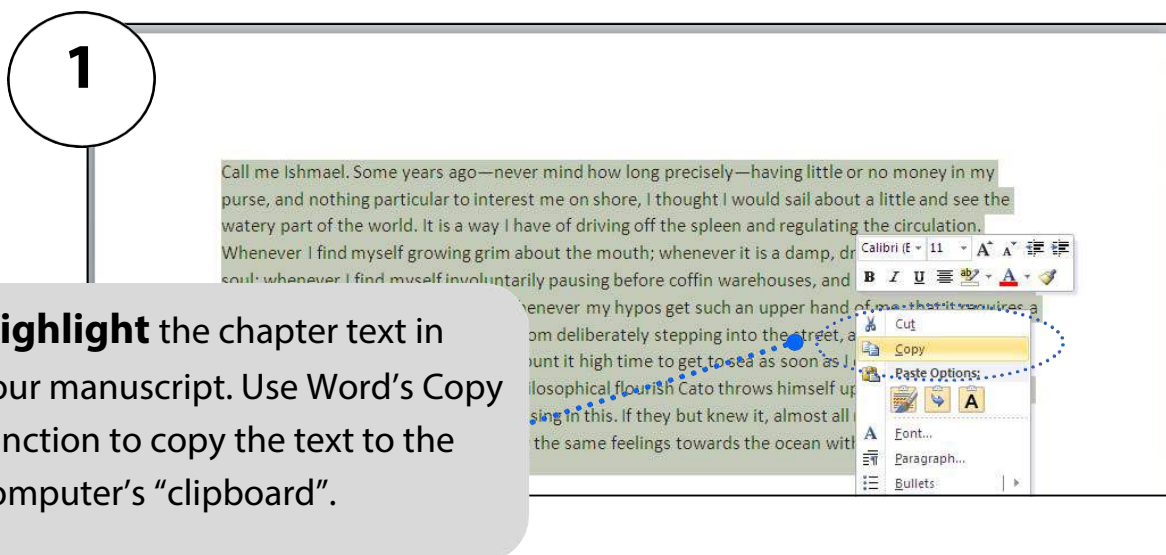 1
Call me Ishmael. Some years ago—never mind how long precisely—having little or no money in my
purse, and nothing particular to interest me on shore, I thought I would sail about a little and see the
watery part of the world. It is a way I have of driving off the spleen and regulating the circulation.
Whenever I find myself growing grim about the mouth; whenever it is a damp, dr
soul; whenever I find myself involuntarily pausing before coffin warehouses, and
enever my hypos get such an upper hand of me, that it requires a
om deliberately stepping into the street, a
ount it high time to get to sea as soon as I
ilosophical flourish Cato throws himself up
sing in this. If they but knew it, almost all
the same feelings towards the ocean with
Calibri (E 11 A A
B I U ab A
Cut
Copy
Paste Options:
A
A Font...
Paragraph...
Bullets
ighlight the chapter text in
our manuscript. Use Word’s Copy
nction to copy the text to the
omputer’s “clipboard”.